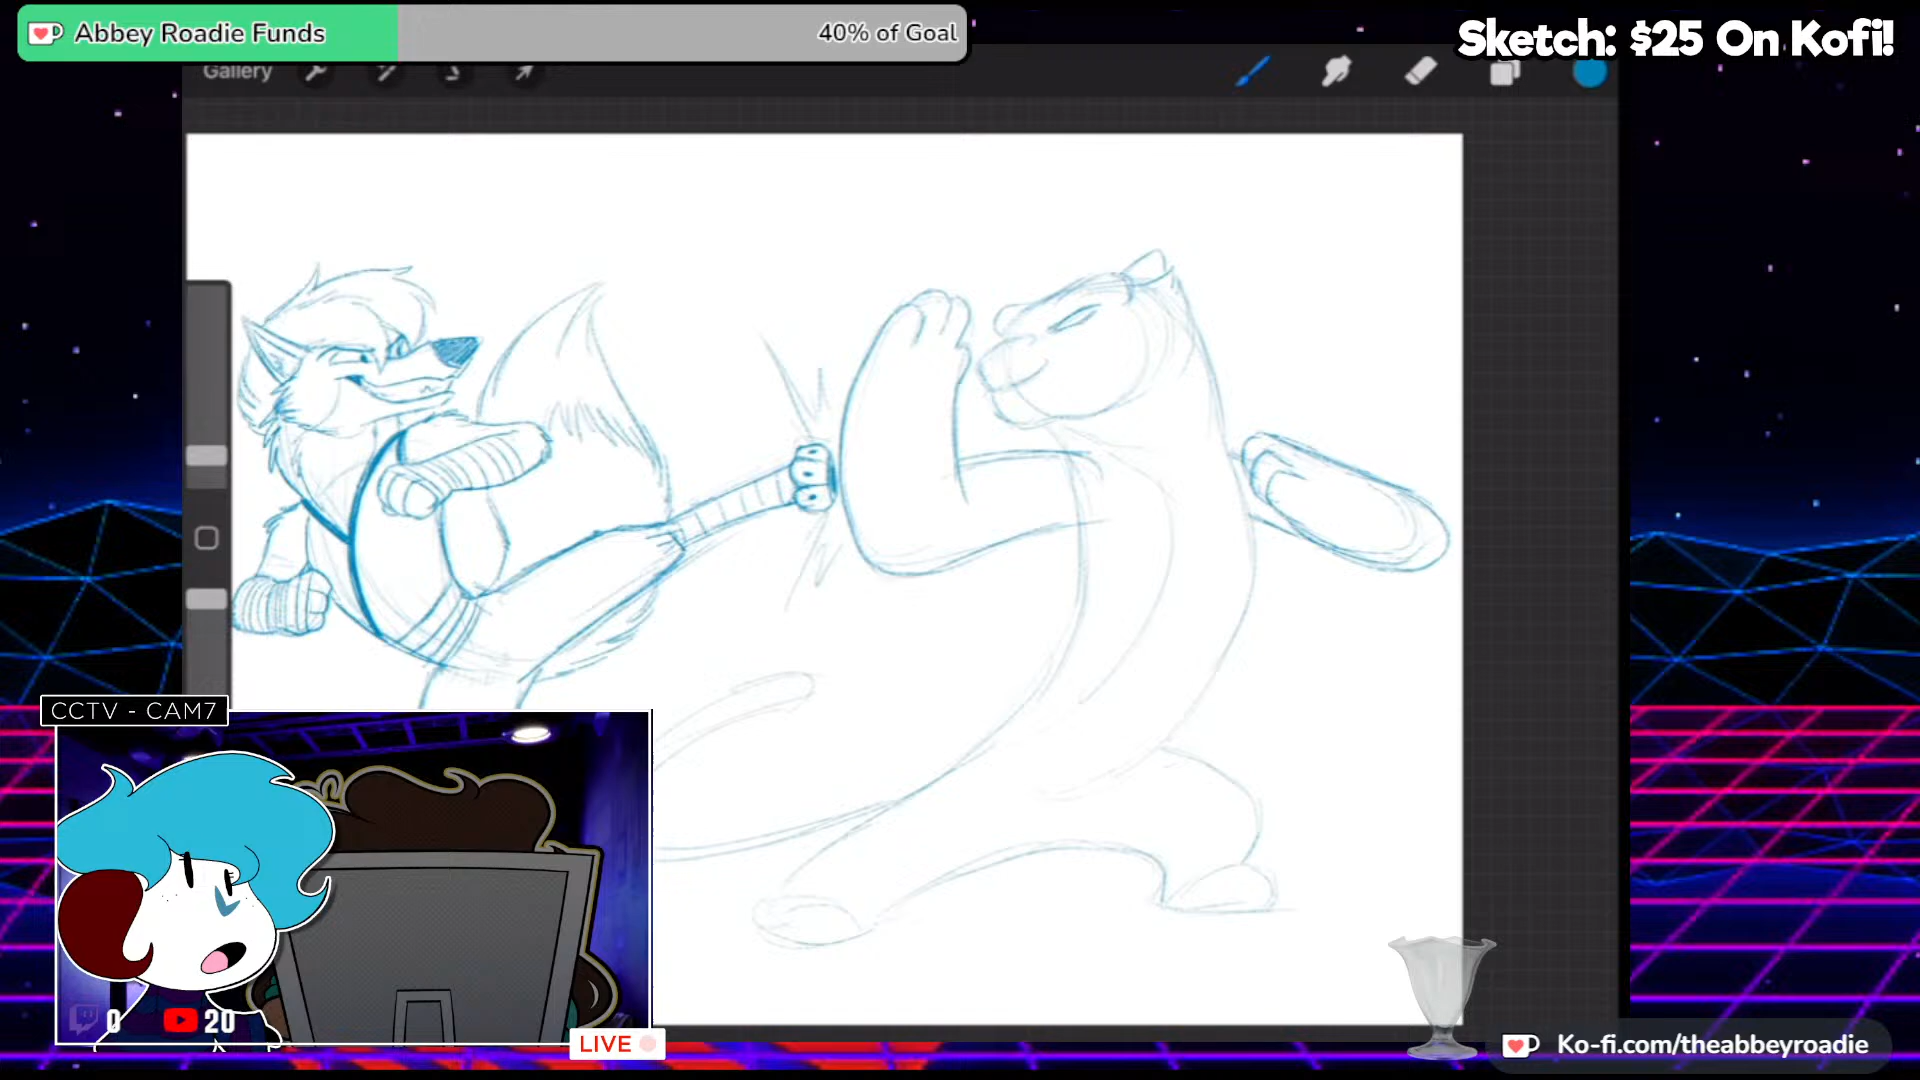 Abbey Roadie Funds
40% of Goal
Sketch: $25 On Kofi!
Gallery
CCTV - CAM7
0
20
LIVE
Ko-fi.com/theabbeyroadie